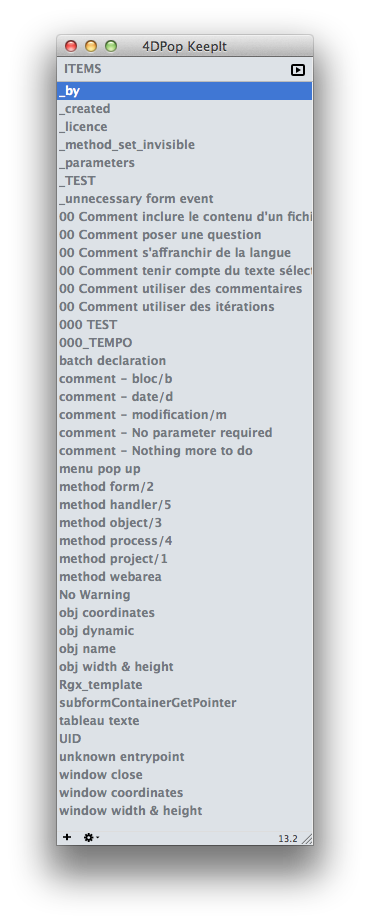 4DPop KeepIt
ITEMS
_by
_created
_licence
_method_set_invisible
_parameters
_TEST
_unnecessary form event
00 Comment inclure le contenu d'un fichi
00 Comment poser une question
00 Comment s'affranchir de la langue
00 Comment tenir compte du texte sélect
00 Comment utiliser des commentaires
00 Comment utiliser des itérations
000 TEST
000_TEMPO
batch declaration
comment - bloc/b
comment - date/d
comment - modification/m
comment - No parameter required
comment - Nothing more to do
menu pop up
method form/2
method handler/5
method object/3
method process/4
method project/1
method webarea
No Warning
obj coordinates
obj dynamic
obj name
obj width & height
Rgx_template
subformContainerGetPointer
tableau texte
UID
unknown entrypoint
window close
window coordinates
window width & height
13.2